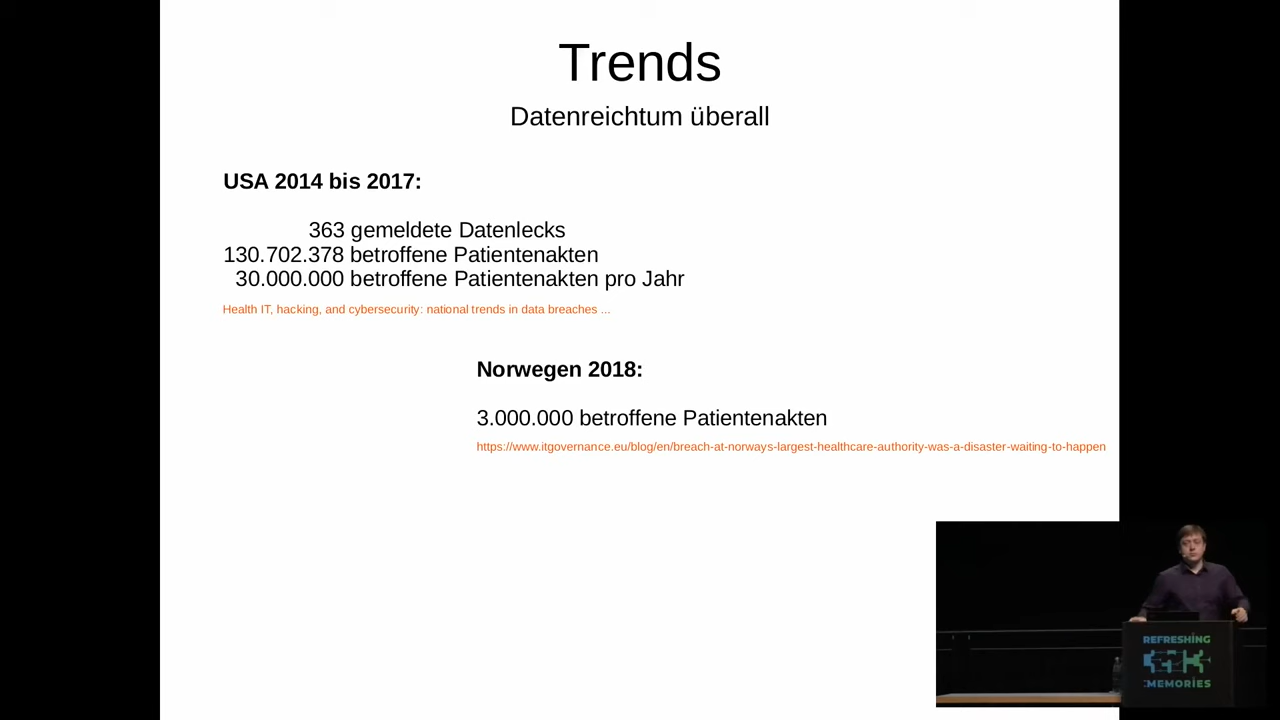 Trends
Datenreichtum überall
USA 2014 bis 2017:
363 gemeldete Datenlecks
130.702.378 betroffene Patientenakten
30.000.000 betroffene Patientenakten pro Jahr
Health IT, hacking, and cybersecurity: national trends in data breaches ...
Norwegen 2018:
3.000.000 betroffene Patientenakten
https://www.itgovernance.eu/blog/en/breach-at-norways-largest-healthcare-authority-was-a-disaster-waiting-to-happen
REFRESHING
:MEMORIES